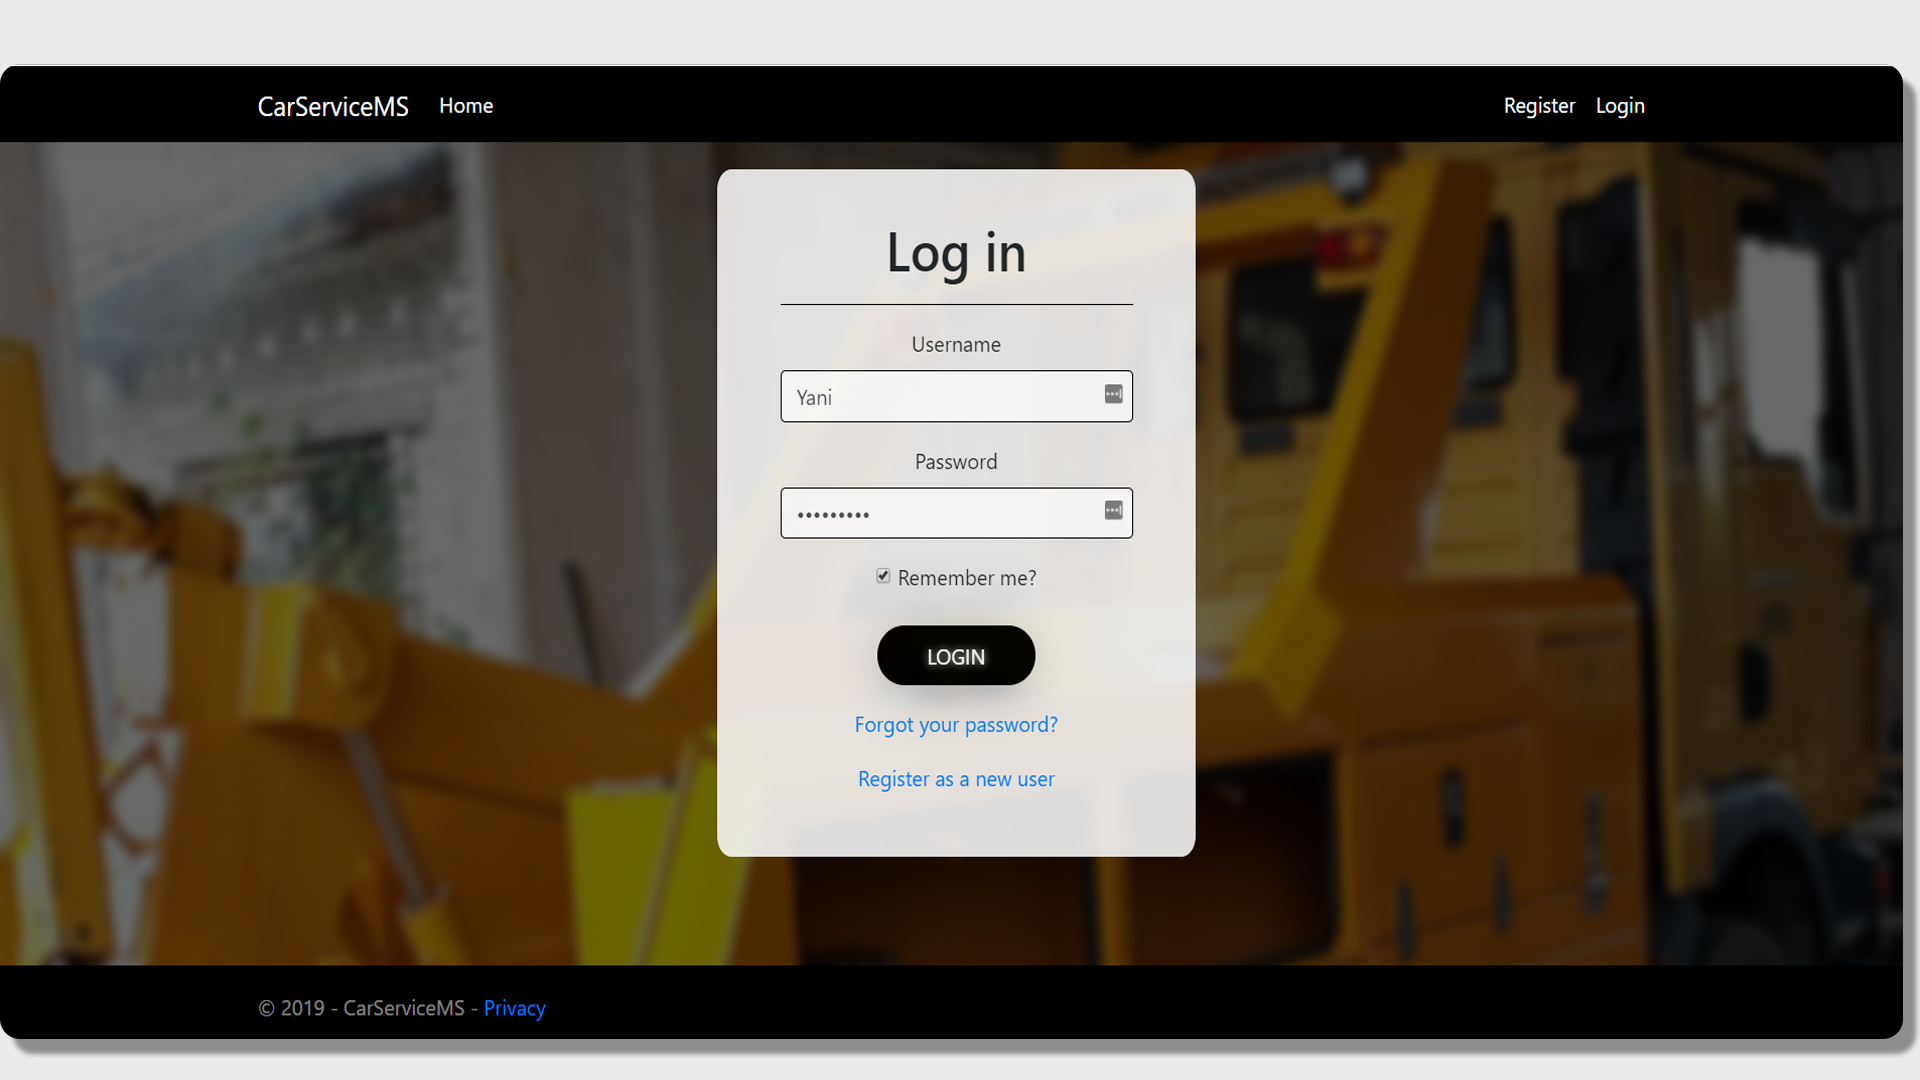 CarServiceMS Home Register Login
Log in
Username
Yani
Password
•••••••••
Remember me?
LOGIN
Forgot your password?
Register as a new user
© 2019 - CarServiceMS - Privacy